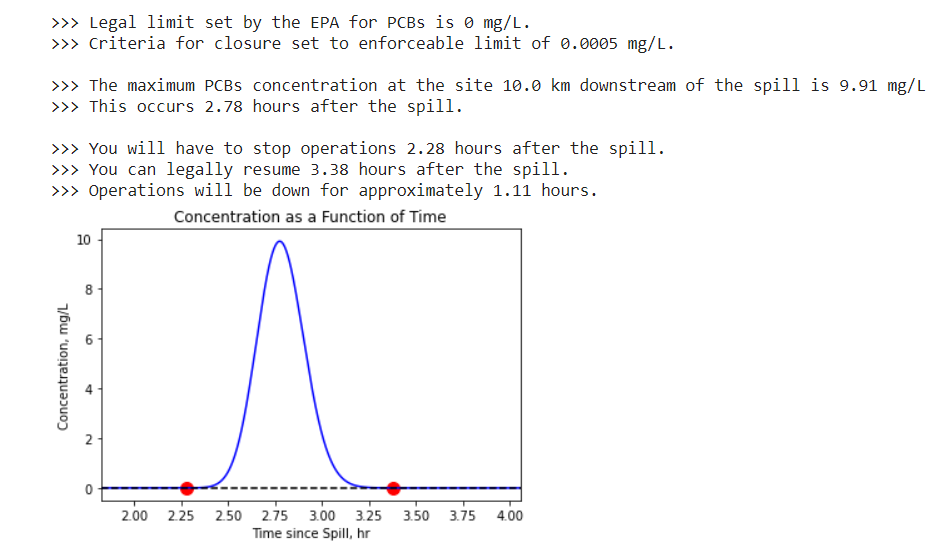 >>> Legal limit set by the EPA for PCBs is 0 mg/L.
>>> Criteria for closure set to enforceable limit of 0.0005 mg/L.
>>> The maximum PCBs concentration at the site 10.0 km downstream of the spill is 9.91 mg/L
>>> This occurs 2.78 hours after the spill.
>>> You will have to stop operations 2.28 hours after the spill.
>>> You can legally resume 3.38 hours after the spill.
>>> Operations will be down for approximately 1.11 hours.
Concentration as a Function of Time
Concentration, mg/L
10
8
6
4
2
0
2.00 2.25 2.50 2.75 3.00 3.25 3.50 3.75 4.00
Time since Spill, hr